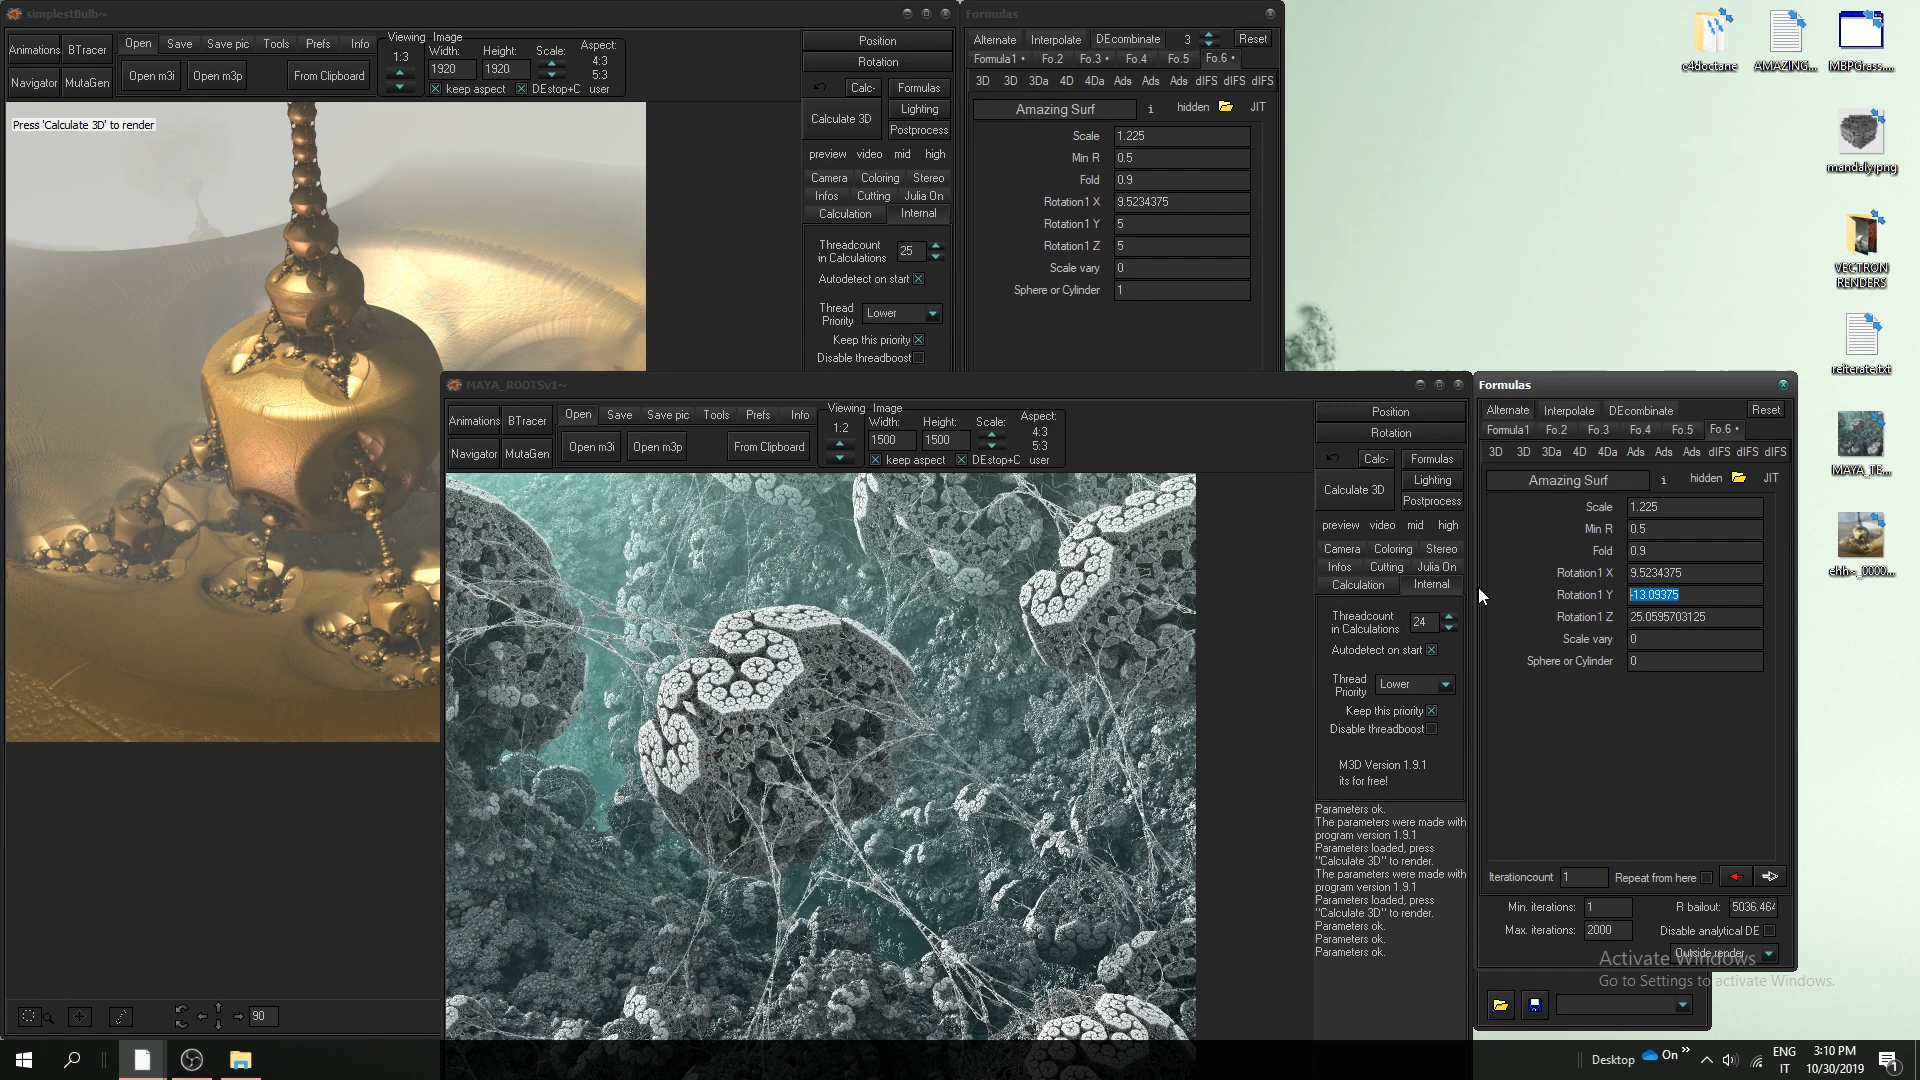 simplestBulb~
Animations BTracer Open Save Save pic Tools Prefs Info
Navigator MutaGen Open m3i Open m3p From Clipboard
Viewing Image
1:3 Width: Height: Scale: Aspect:
1920 1920 4:3
5:3
keep aspect DEstop+C user
Press 'Calculate 3D' to render
Position
Rotation
Calc- Formulas
Calculate 3D Lighting
Postprocess
preview video mid high
Camera Coloring Stereo
Infos Cutting Julia On
Calculation Internal
Threadcount
in Calculations 25
Autodetect on start
Thread
Priority Lower
Keep this priority
Disable threadboost
90
Formulas
Alternate Interpolate DEcombinate 3 Reset
Formula1 • Fo.2 Fo.3 • Fo.4 Fo.5 Fo.6 •
3D 3D 3Da 4D 4Da Ads Ads Ads dIFS dIFS dIFS
Amazing Surf i hidden JIT
Scale 1.225
Min R 0.5
Fold 0.9
Rotation1 X 9.5234375
Rotation1 Y 5
Rotation1 Z 5
Scale vary 0
Sphere or Cylinder 1
MAYA_ROOTSv1~
Animations BTracer Open Save Save pic Tools Prefs Info
Navigator MutaGen Open m3i Open m3p From Clipboard
Viewing Image
1:2 Width: Height: Scale: Aspect:
1500 1500 4:3
5:3
keep aspect DEstop+C user
Position
Rotation
Calc- Formulas
Calculate 3D Lighting
Postprocess
preview video mid high
Camera Coloring Stereo
Infos Cutting Julia On
Calculation Internal
Threadcount
in Calculations 24
Autodetect on start
Thread
Priority Lower
Keep this priority
Disable threadboost
M3D Version 1.9.1
its for free!
Parameters ok.
The parameters were made with
program version 1.9.1
Parameters loaded, press
"Calculate 3D" to render.
The parameters were made with
program version 1.9.1
Parameters loaded, press
"Calculate 3D" to render.
Parameters ok.
Parameters ok.
Parameters ok.
Formulas
Alternate Interpolate DEcombinate Reset
Formula1 Fo.2 Fo.3 Fo.4 Fo.5 Fo.6 •
3D 3D 3Da 4D 4Da Ads Ads Ads dIFS dIFS dIFS
Amazing Surf i hidden JIT
Scale 1.225
Min R 0.5
Fold 0.9
Rotation1 X 9.5234375
Rotation1 Y -13.09375
Rotation1 Z 25.0595703125
Scale vary 0
Sphere or Cylinder 0
Iterationcount 1 Repeat from here
Min. iterations: 1 R bailout: 5036.464
Max. iterations: 2000 Disable analytical DE
Outside render
Activate Windows
Go to Settings to activate Windows.
c4doctane
AMAZING...
MBPGrass....
mandaly.png
VECTRON
RENDERS
reiterate.txt
MAYA_TE...
ehh~_0000...
Desktop On » ENG 3:10 PM
IT 10/30/2019 1